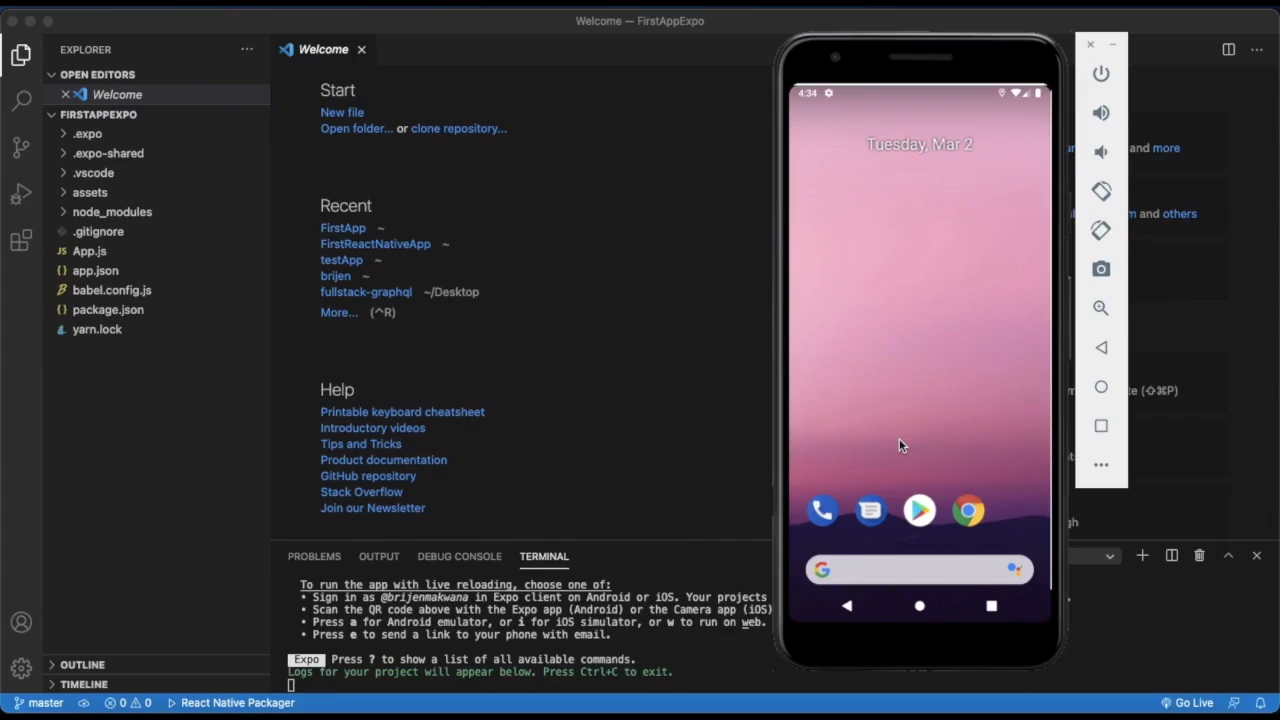 Welcome — FirstAppExpo
EXPLORER
Welcome
OPEN EDITORS
Welcome
FIRSTAPPEXPO
.expo
.expo-shared
.vscode
assets
node_modules
.gitignore
JS App.js
{} app.json
babel.config.js
{} package.json
yarn.lock
OUTLINE
TIMELINE
Start
New file
Open folder... or clone repository...
Recent
FirstApp ~
FirstReactNativeApp ~
testApp ~
brijen ~
fullstack-graphql ~/Desktop
More... (^R)
Help
Printable keyboard cheatsheet
Introductory videos
Tips and Tricks
Product documentation
GitHub repository
Stack Overflow
Join our Newsletter
and more
and others
(⇧⌘P)
PROBLEMS OUTPUT DEBUG CONSOLE TERMINAL
To run the app with live reloading, choose one of:
• Sign in as @brijenmakwana in Expo client on Android or iOS. Your projects
• Scan the QR code above with the Expo app (Android) or the Camera app (iOS)
• Press a for Android emulator, or i for iOS simulator, or w to run on web.
• Press e to send a link to your phone with email.
Expo Press ? to show a list of all available commands.
Logs for your project will appear below. Press Ctrl+C to exit.
4:34
Tuesday, Mar 2
master 0 0 React Native Packager Go Live